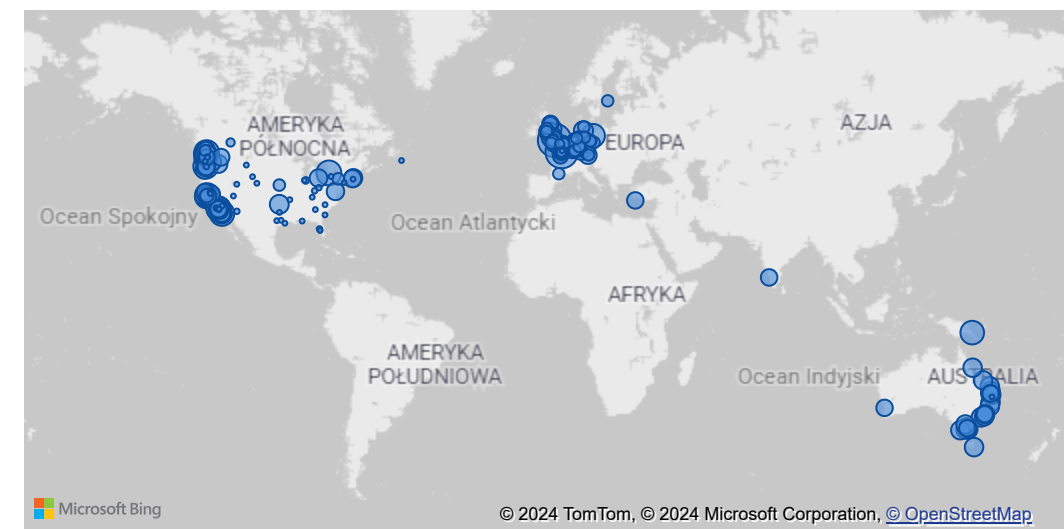 AMERYKA
PÓŁNOCNA
EUROPA
AZJA
Ocean Spokojny
Ocean Atlantycki
AFRYKA
AMERYKA
POŁUDNIOWA
Ocean Indyjski
AUSTRALIA
Microsoft Bing
© 2024 TomTom, © 2024 Microsoft Corporation, © OpenStreetMap